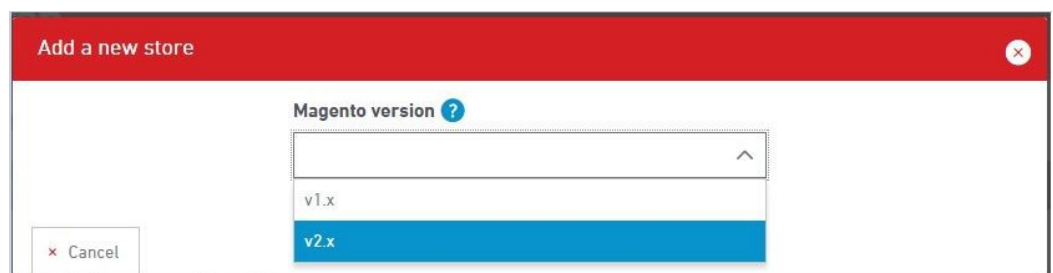 Add a new store
Magento version ?
v1.x
v2.x
× Cancel